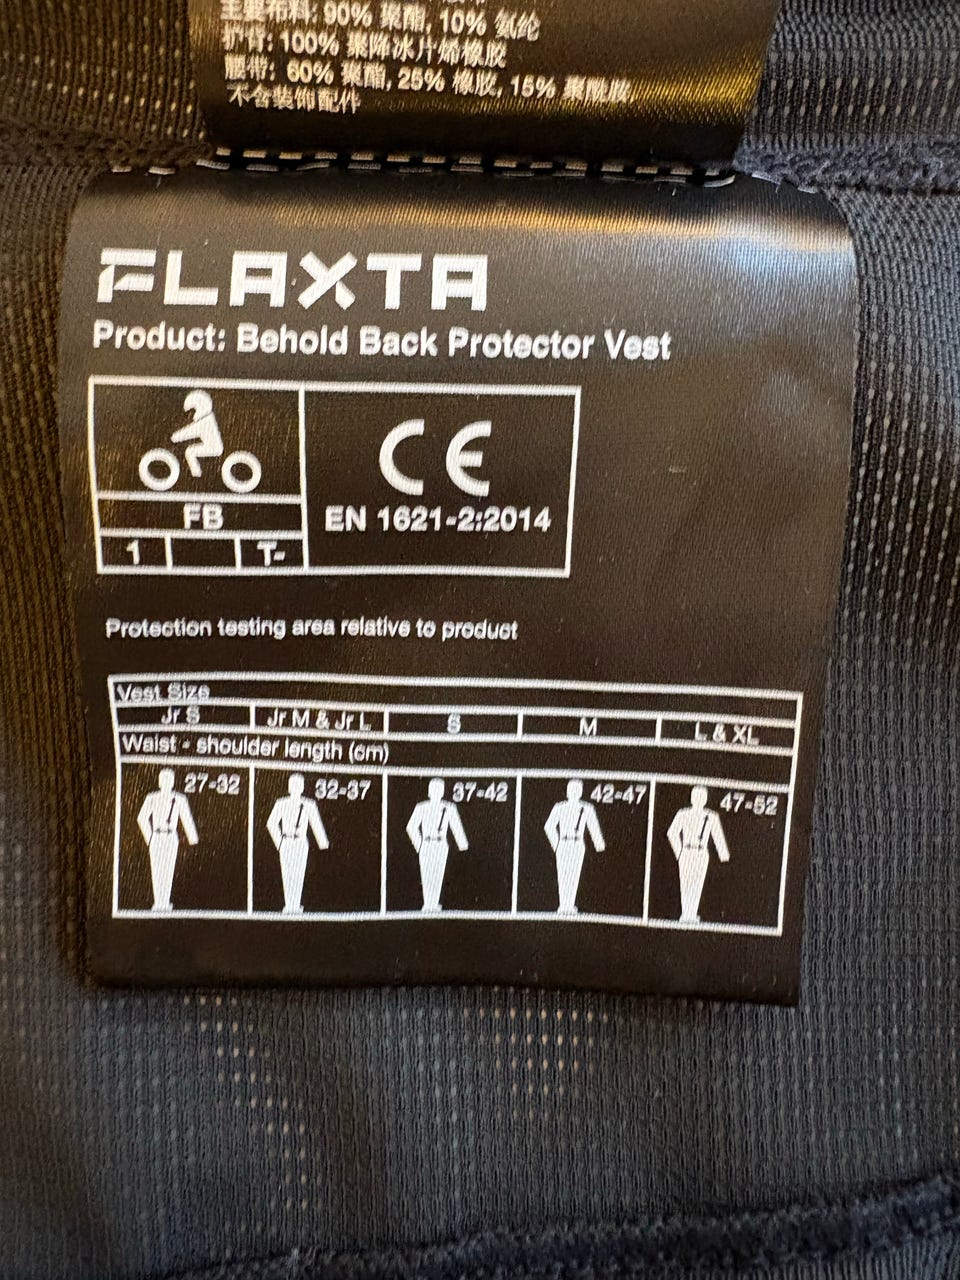 主要布料: 90% 聚酯, 10% 氨纶
护背: 100% 聚降冰片烯橡胶
腰带: 60% 聚酯, 25% 橡胶, 15% 聚酰胺
不含装饰配件
FLAXTA
Product: Behold Back Protector Vest
FB
1 T-
CE
EN 1621-2:2014
Protection testing area relative to product
Vest Size
Jr S Jr M & Jr L S M L & XL
Waist - shoulder length (cm)
27-32 32-37 37-42 42-47 47-52